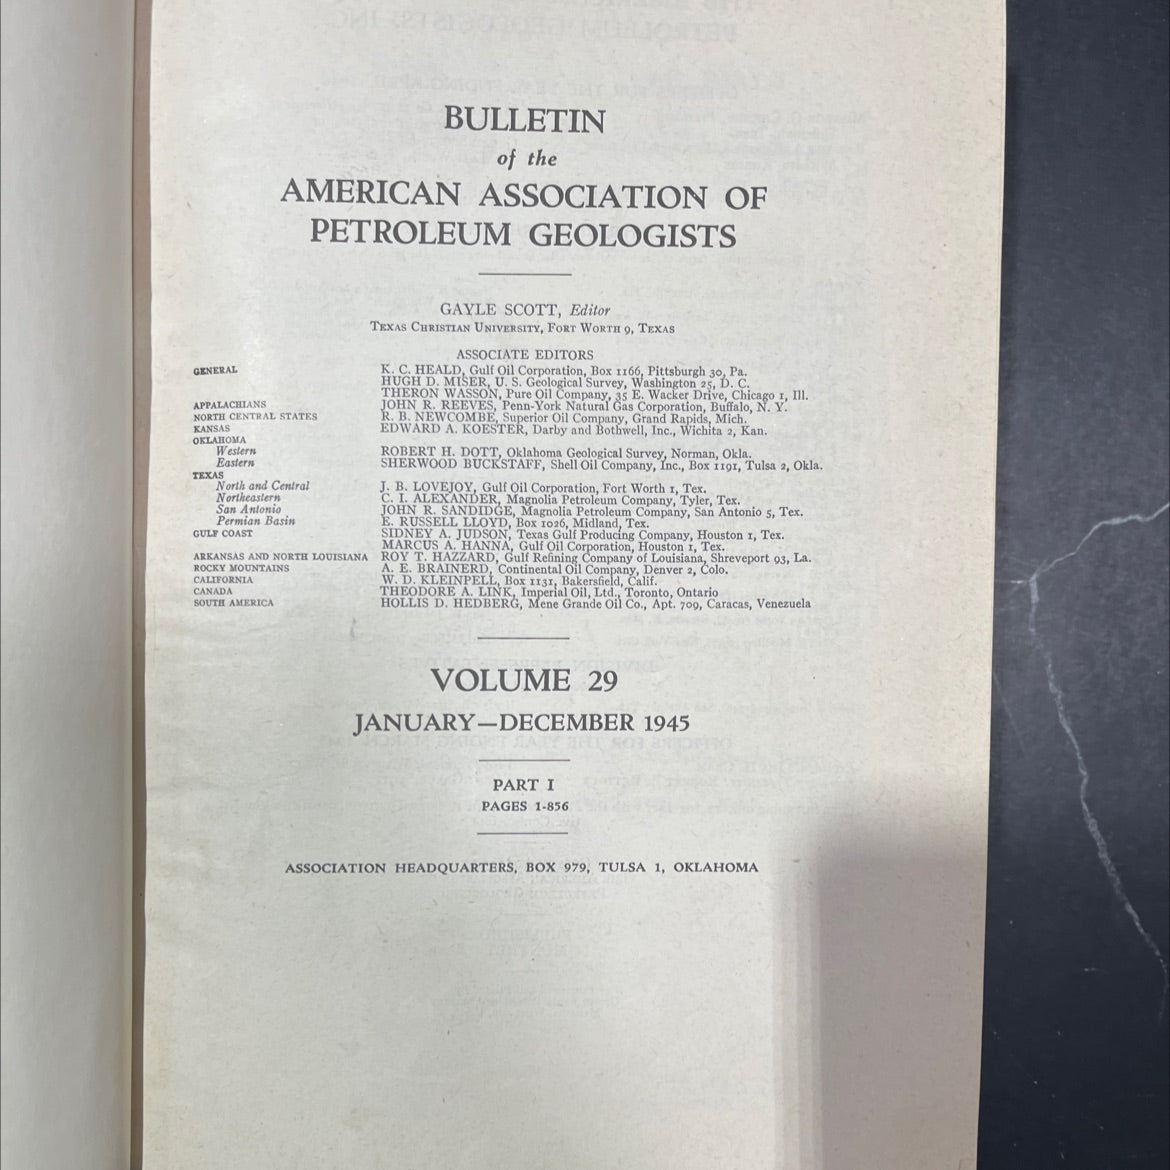 BULLETIN
of the
AMERICAN ASSOCIATION OF
PETROLEUM GEOLOGISTS
GAYLE SCOTT, Editor
TEXAS CHRISTIAN UNIVERSITY, FORT WORTH 9, TEXAS
ASSOCIATE EDITORS
GENERAL K. C. HEALD, Gulf Oil Corporation, Box 1166, Pittsburgh 30, Pa.
HUGH D. MISER, U. S. Geological Survey, Washington 25, D. C.
THERON WASSON, Pure Oil Company, 35 E. Wacker Drive, Chicago 1, Ill.
APPALACHIANS JOHN R. REEVES, Penn-York Natural Gas Corporation, Buffalo, N. Y.
NORTH CENTRAL STATES R. B. NEWCOMBE, Superior Oil Company, Grand Rapids, Mich.
KANSAS EDWARD A. KOESTER, Darby and Bothwell, Inc., Wichita 2, Kan.
OKLAHOMA
Western ROBERT H. DOTT, Oklahoma Geological Survey, Norman, Okla.
Eastern SHERWOOD BUCKSTAFF, Shell Oil Company, Inc., Box 1191, Tulsa 2, Okla.
TEXAS
North and Central J. B. LOVEJOY, Gulf Oil Corporation, Fort Worth 1, Tex.
Northeastern C. I. ALEXANDER, Magnolia Petroleum Company, Tyler, Tex.
San Antonio JOHN R. SANDIDGE, Magnolia Petroleum Company, San Antonio 5, Tex.
Permian Basin E. RUSSELL LLOYD, Box 1026, Midland, Tex.
GULF COAST SIDNEY A. JUDSON, Texas Gulf Producing Company, Houston 1, Tex.
MARCUS A. HANNA, Gulf Oil Corporation, Houston 1, Tex.
ARKANSAS AND NORTH LOUISIANA ROY T. HAZZARD, Gulf Refining Company of Louisiana, Shreveport 93, La.
ROCKY MOUNTAINS A. E. BRAINERD, Continental Oil Company, Denver 2, Colo.
CALIFORNIA W. D. KLEINPELL, Box 1131, Bakersfield, Calif.
CANADA THEODORE A. LINK, Imperial Oil, Ltd., Toronto, Ontario
SOUTH AMERICA HOLLIS D. HEDBERG, Mene Grande Oil Co., Apt. 709, Caracas, Venezuela
VOLUME 29
JANUARY—DECEMBER 1945
PART I
PAGES 1-856
ASSOCIATION HEADQUARTERS, BOX 979, TULSA 1, OKLAHOMA